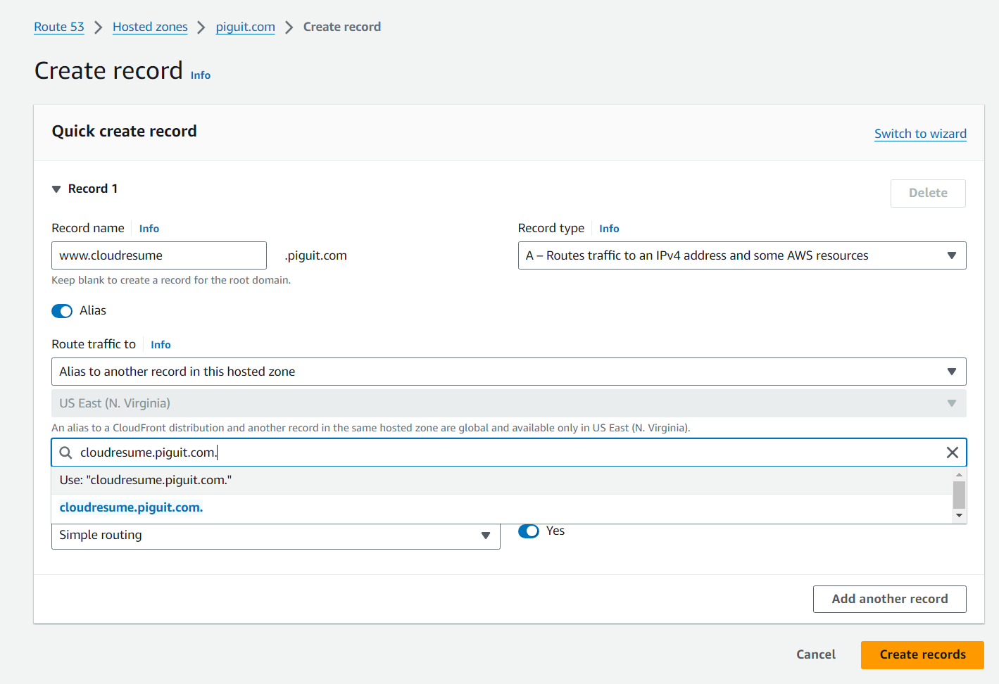 Route 53 > Hosted zones > piguit.com > Create record
Create record Info
Quick create record
Switch to wizard
Record 1
Delete
Record name Info
Record type Info
www.cloudresume .piguit.com
A – Routes traffic to an IPv4 address and some AWS resources
Keep blank to create a record for the root domain.
Alias
Route traffic to Info
Alias to another record in this hosted zone
US East (N. Virginia)
An alias to a CloudFront distribution and another record in the same hosted zone are global and available only in US East (N. Virginia).
cloudresume.piguit.com.
Use: "cloudresume.piguit.com."
cloudresume.piguit.com.
Simple routing
Yes
Add another record
Cancel
Create records